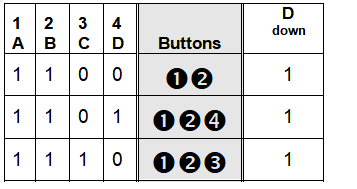 1 2 3 4 D
A B C D Buttons down
1 1 0 0 ❶❷ 1
1 1 0 1 ❶❷❹ 1
1 1 1 0 ❶❷❸ 1